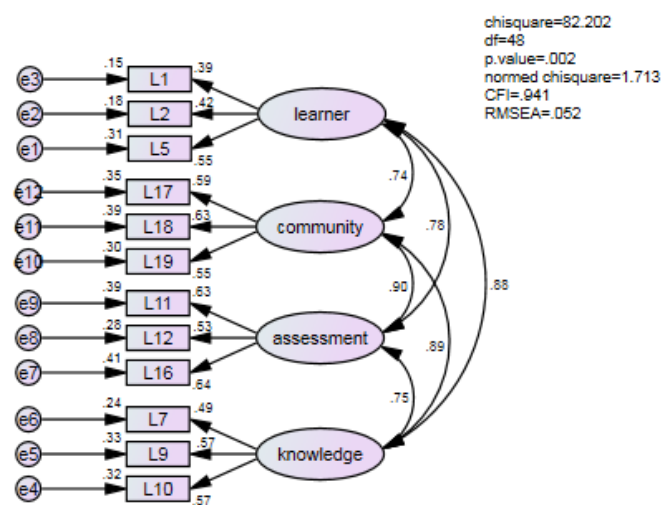 chisquare=82.202
df=48
p.value=.002
normed chisquare=1.713
CFI=.941
RMSEA=.052
e3 .15 L1 .39
e2 .18 L2 .42 learner
e1 .31 L5 .55
.74
e12 .35 L17 .59
e11 .39 L18 .63 community .78
e10 .30 L19 .55
.90 .88
e9 .39 L11 .63
e8 .28 L12 .53 assessment .89
e7 .41 L16 .64
.75
e6 .24 L7 .49
e5 .33 L9 .57 knowledge
e4 .32 L10 .57